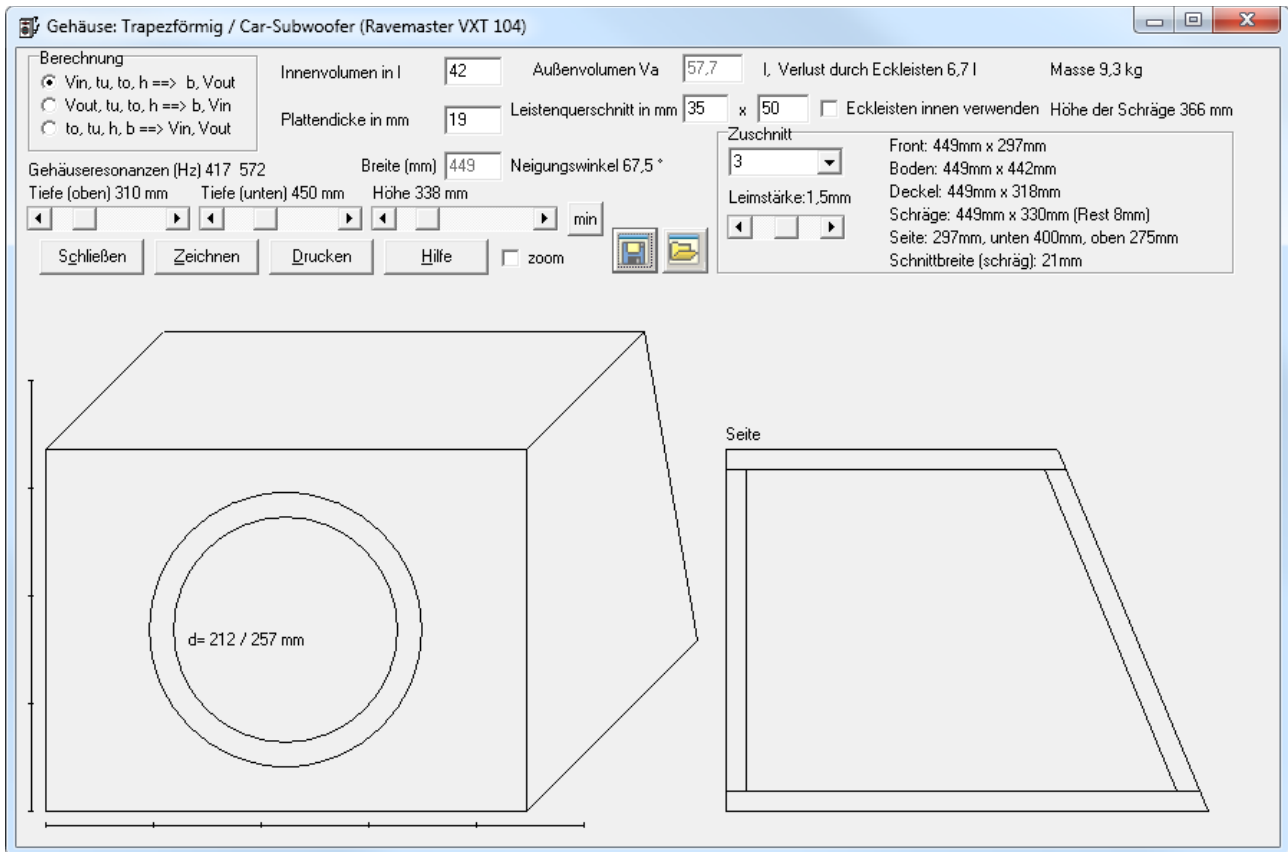 Gehäuse: Trapezförmig / Car-Subwoofer (Ravemaster VXT 104)
Berechnung
Vin, tu, to, h ==> b, Vout
Vout, tu, to, h ==> b, Vin
to, tu, h, b ==> Vin, Vout
Innenvolumen in l 42
Außenvolumen Va 57,7 l, Verlust durch Eckleisten 6,7 l
Masse 9,3 kg
Plattendicke in mm 19
Leistenquerschnitt in mm 35 x 50
Eckleisten innen verwenden
Höhe der Schräge 366 mm
Gehäuseresonanzen (Hz) 417 572
Breite (mm) 449
Neigungswinkel 67,5 °
Tiefe (oben) 310 mm
Tiefe (unten) 450 mm
Höhe 338 mm
min
Schließen
Zeichnen
Drucken
Hilfe
zoom
Zuschnitt
3
Leimstärke:1,5mm
Front: 449mm x 297mm
Boden: 449mm x 442mm
Deckel: 449mm x 318mm
Schräge: 449mm x 330mm (Rest 8mm)
Seite: 297mm, unten 400mm, oben 275mm
Schnittbreite (schräg): 21mm
d= 212 / 257 mm
Seite